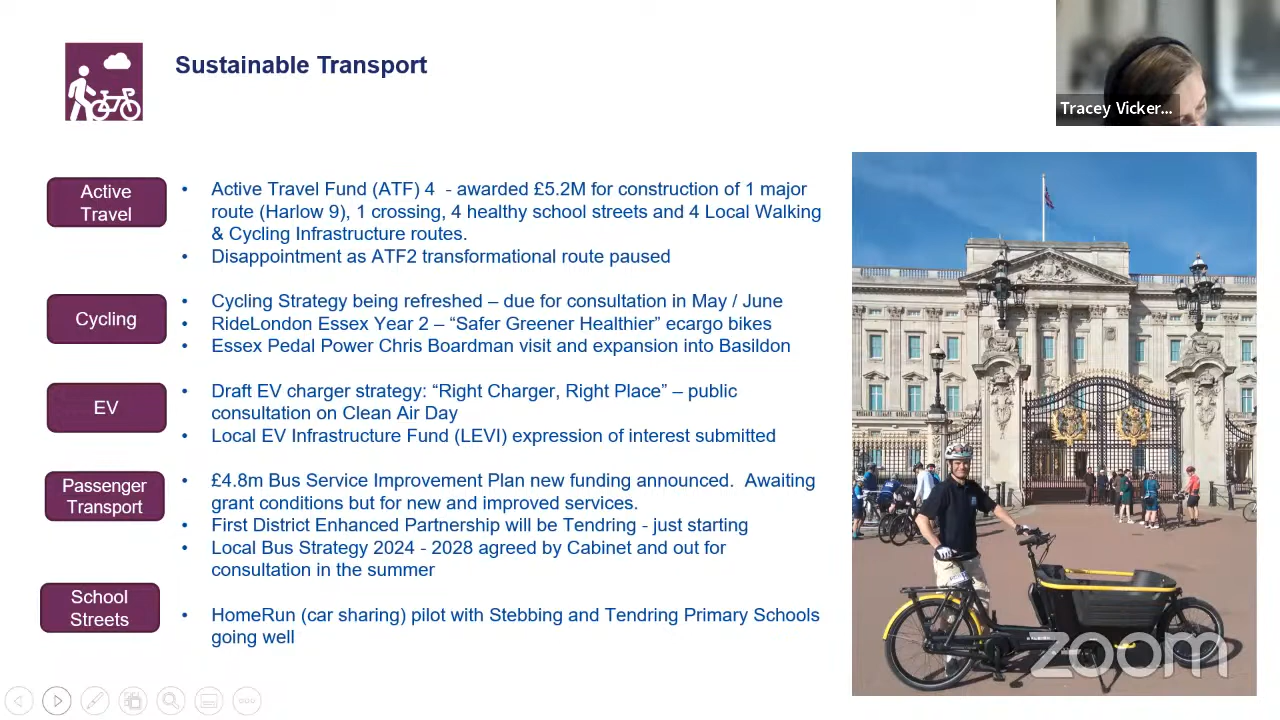 Sustainable Transport
Tracey Vicker...
Active
Travel
• Active Travel Fund (ATF) 4 - awarded £5.2M for construction of 1 major
route (Harlow 9), 1 crossing, 4 healthy school streets and 4 Local Walking
& Cycling Infrastructure routes.
• Disappointment as ATF2 transformational route paused
Cycling
• Cycling Strategy being refreshed – due for consultation in May / June
• RideLondon Essex Year 2 – “Safer Greener Healthier” ecargo bikes
• Essex Pedal Power Chris Boardman visit and expansion into Basildon
EV
• Draft EV charger strategy: “Right Charger, Right Place” – public
consultation on Clean Air Day
• Local EV Infrastructure Fund (LEVI) expression of interest submitted
Passenger
Transport
• £4.8m Bus Service Improvement Plan new funding announced. Awaiting
grant conditions but for new and improved services.
• First District Enhanced Partnership will be Tendring - just starting
• Local Bus Strategy 2024 - 2028 agreed by Cabinet and out for
consultation in the summer
School
Streets
• HomeRun (car sharing) pilot with Stebbing and Tendring Primary Schools
going well
zoom